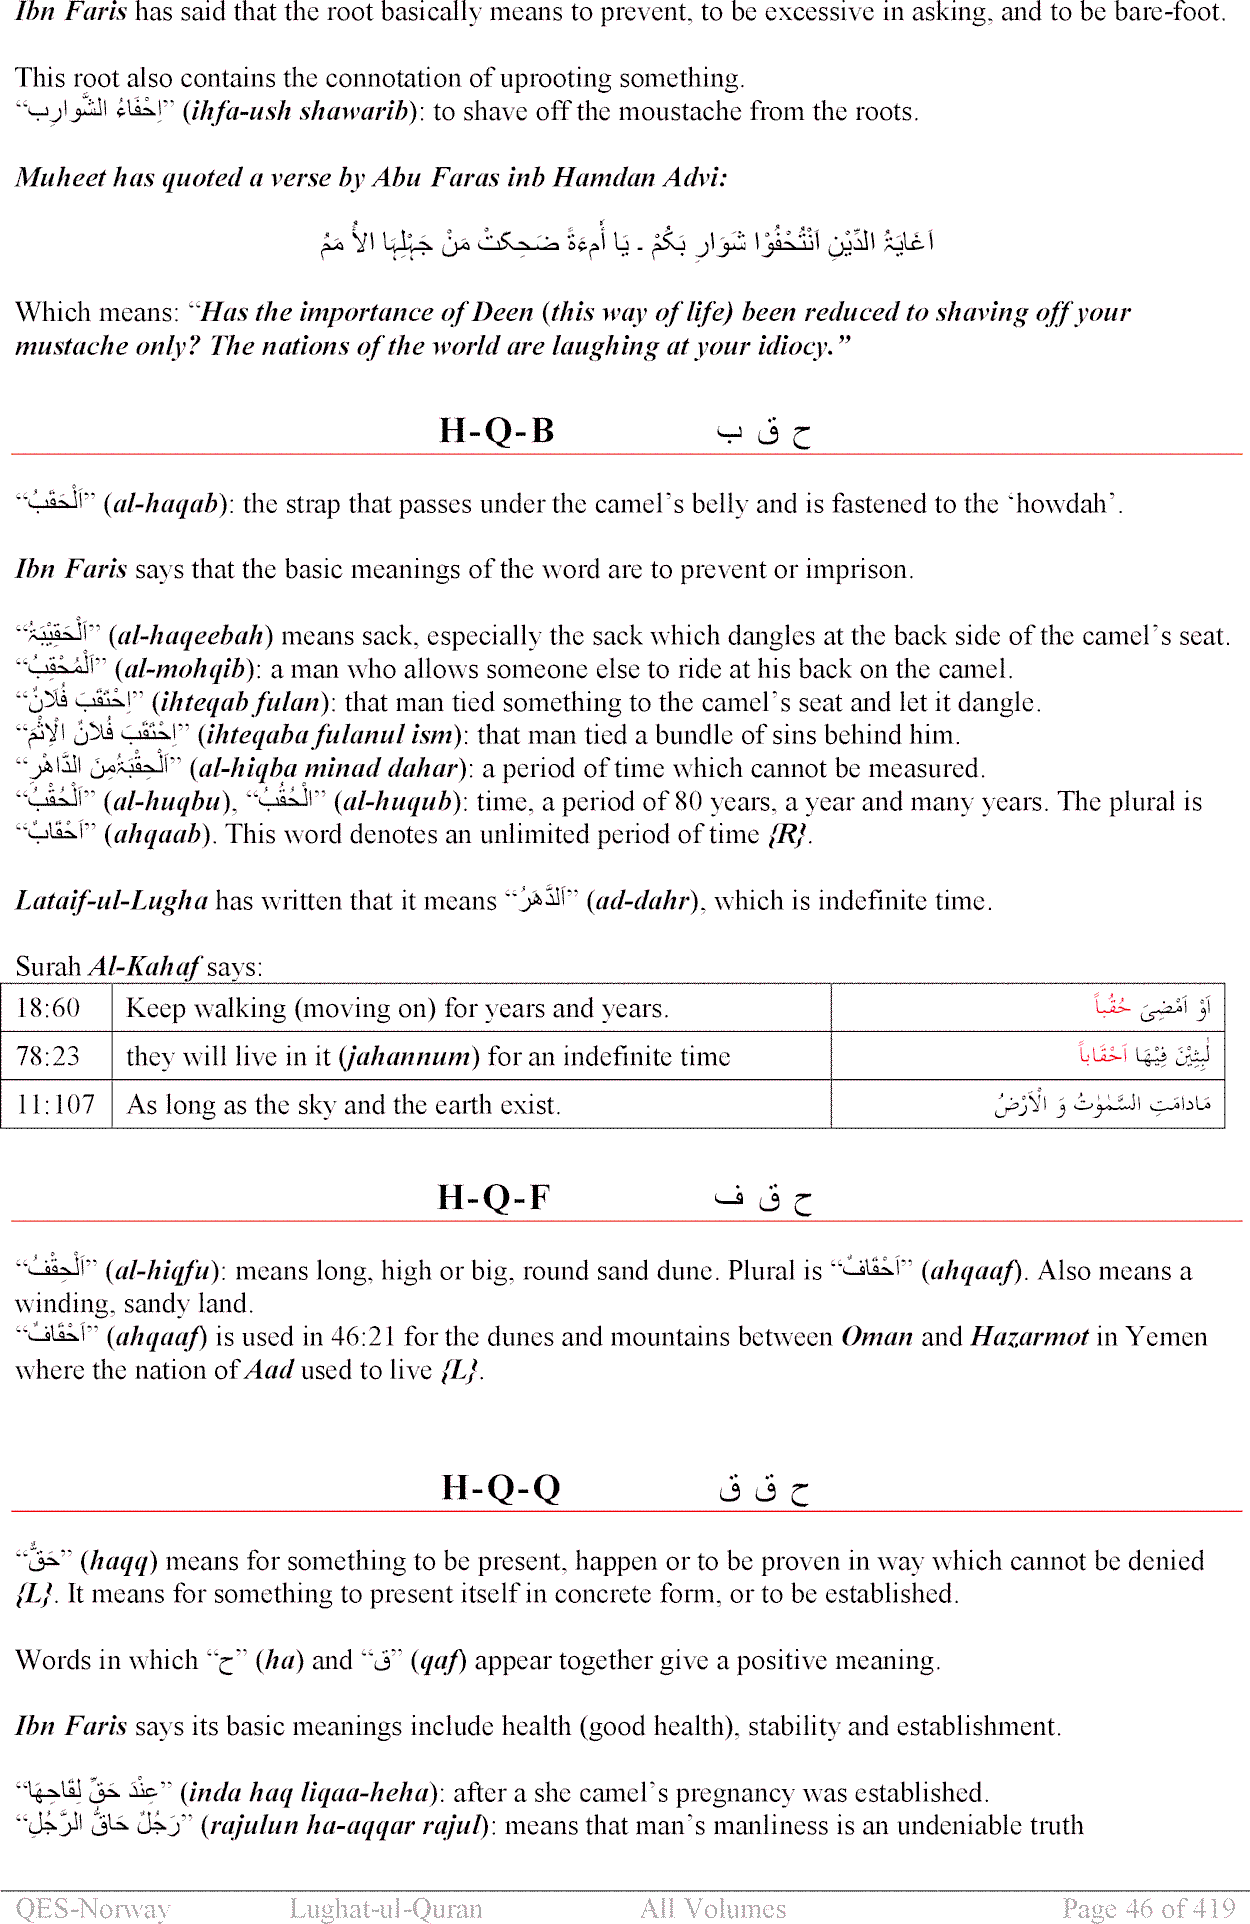 Ibn Faris has said that the root basically means to prevent, to be excessive in asking, and to be bare-foot.
This root also contains the connotation of uprooting something.
“اِحْفَاءُ الشَّوارِب” (ihfa-ush shawarib): to shave off the moustache from the roots.
Muheet has quoted a verse by Abu Faras inb Hamdan Advi:
اَغَايَۃُ الدِّيْنِ اَنْتُحْفُوْا شَوَارِ بَكُمْ ۔ يَا أُمءَۃً ضَحِكتْ مَنْ جَہْلِہَا الأُ مَمُ
Which means: “Has the importance of Deen (this way of life) been reduced to shaving off your
mustache only? The nations of the world are laughing at your idiocy.”
H-Q-B ح ق ب
“اَلْحَقَبُ” (al-haqab): the strap that passes under the camel’s belly and is fastened to the ‘howdah’.
Ibn Faris says that the basic meanings of the word are to prevent or imprison.
“اَلْحَقِيْبَۃُ” (al-haqeebah) means sack, especially the sack which dangles at the back side of the camel’s seat.
“اَلْمُحْقِبُ” (al-mohqib): a man who allows someone else to ride at his back on the camel.
“اِحْتَقَبَ فُلَانٌ” (ihteqab fulan): that man tied something to the camel’s seat and let it dangle.
“اِحْتَقَبَ فُلَانٌ الْاِثْمَ” (ihteqaba fulanul ism): that man tied a bundle of sins behind him.
“اَلْحِقْبَۃُمِنَ الدَّاهْرِ” (al-hiqba minad dahar): a period of time which cannot be measured.
“اَلْحُقْبُ” (al-huqbu), “الْحُقُبُ” (al-huqub): time, a period of 80 years, a year and many years. The plural is
“اَحْقَابٌ” (ahqaab). This word denotes an unlimited period of time {R}.
Lataif-ul-Lugha has written that it means “اَلدَّهَرُ” (ad-dahr), which is indefinite time.
Surah Al-Kahaf says:
18:60 Keep walking (moving on) for years and years. اَوْ اَمْضِیَ حُقُباً
78:23 they will live in it (jahannum) for an indefinite time لّٰبِثِيْنَ فِيْهَا اَحْقَاباً
11:107 As long as the sky and the earth exist. مَادامَتِ السَّمٰوٰتُ وَ الْاَرْضُ
H-Q-F ح ق ف
“اَلْحِقْفُ” (al-hiqfu): means long, high or big, round sand dune. Plural is “اَحْقَافٌ” (ahqaaf). Also means a
winding, sandy land.
“اَحْقَافٌ” (ahqaaf) is used in 46:21 for the dunes and mountains between Oman and Hazarmot in Yemen
where the nation of Aad used to live {L}.
H-Q-Q ح ق ق
“حَقٌّ” (haqq) means for something to be present, happen or to be proven in way which cannot be denied
{L}. It means for something to present itself in concrete form, or to be established.
Words in which “ح” (ha) and “ق” (qaf) appear together give a positive meaning.
Ibn Faris says its basic meanings include health (good health), stability and establishment.
“عِنْدَ حَقِّ لِقَاحِهَا” (inda haq liqaa-heha): after a she camel’s pregnancy was established.
“رَجُلٌ حَاقُّ الرَّجُلِ” (rajulun ha-aqqar rajul): means that man’s manliness is an undeniable truth
QES-Norway Lughat-ul-Quran All Volumes Page 46 of 419